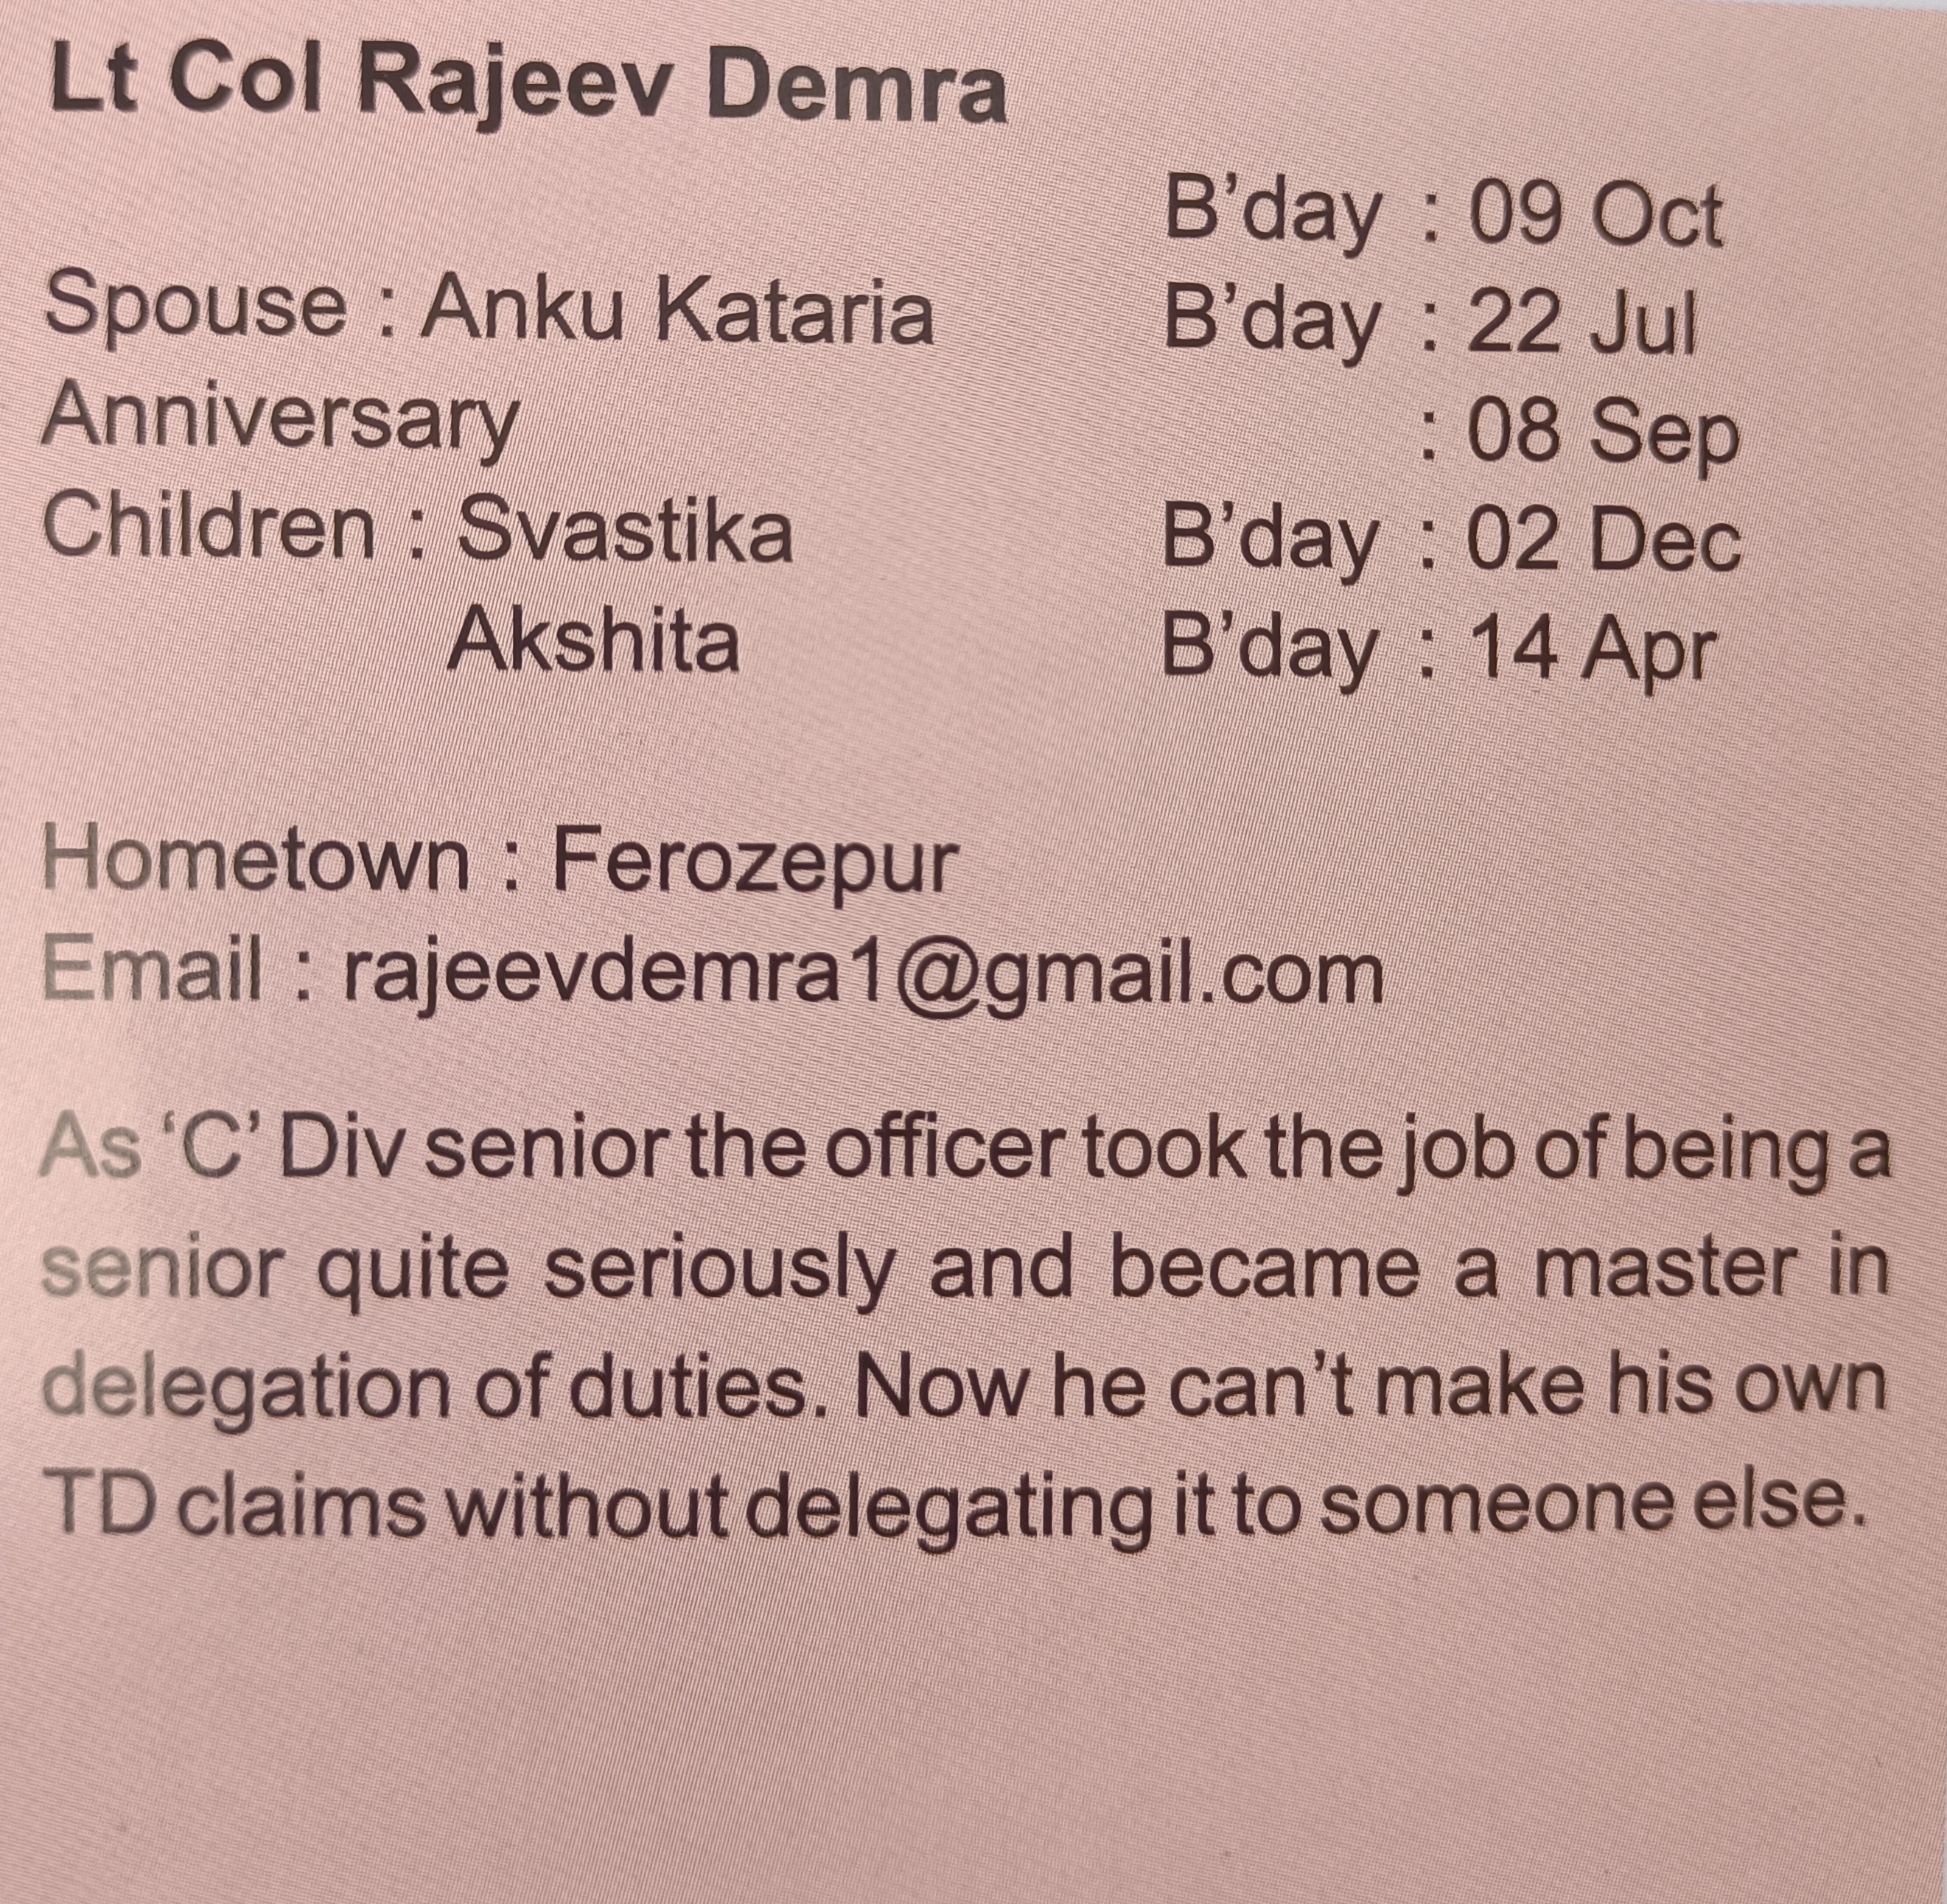 Lt Col Rajeev Demra
B’day : 09 Oct
Spouse : Anku Kataria B’day : 22 Jul
Anniversary : 08 Sep
Children : Svastika B’day : 02 Dec
Akshita B’day : 14 Apr
Hometown : Ferozepur
Email : rajeevdemra1@gmail.com
As ‘C’ Div senior the officer took the job of being a
senior quite seriously and became a master in
delegation of duties. Now he can’t make his own
TD claims without delegating it to someone else.